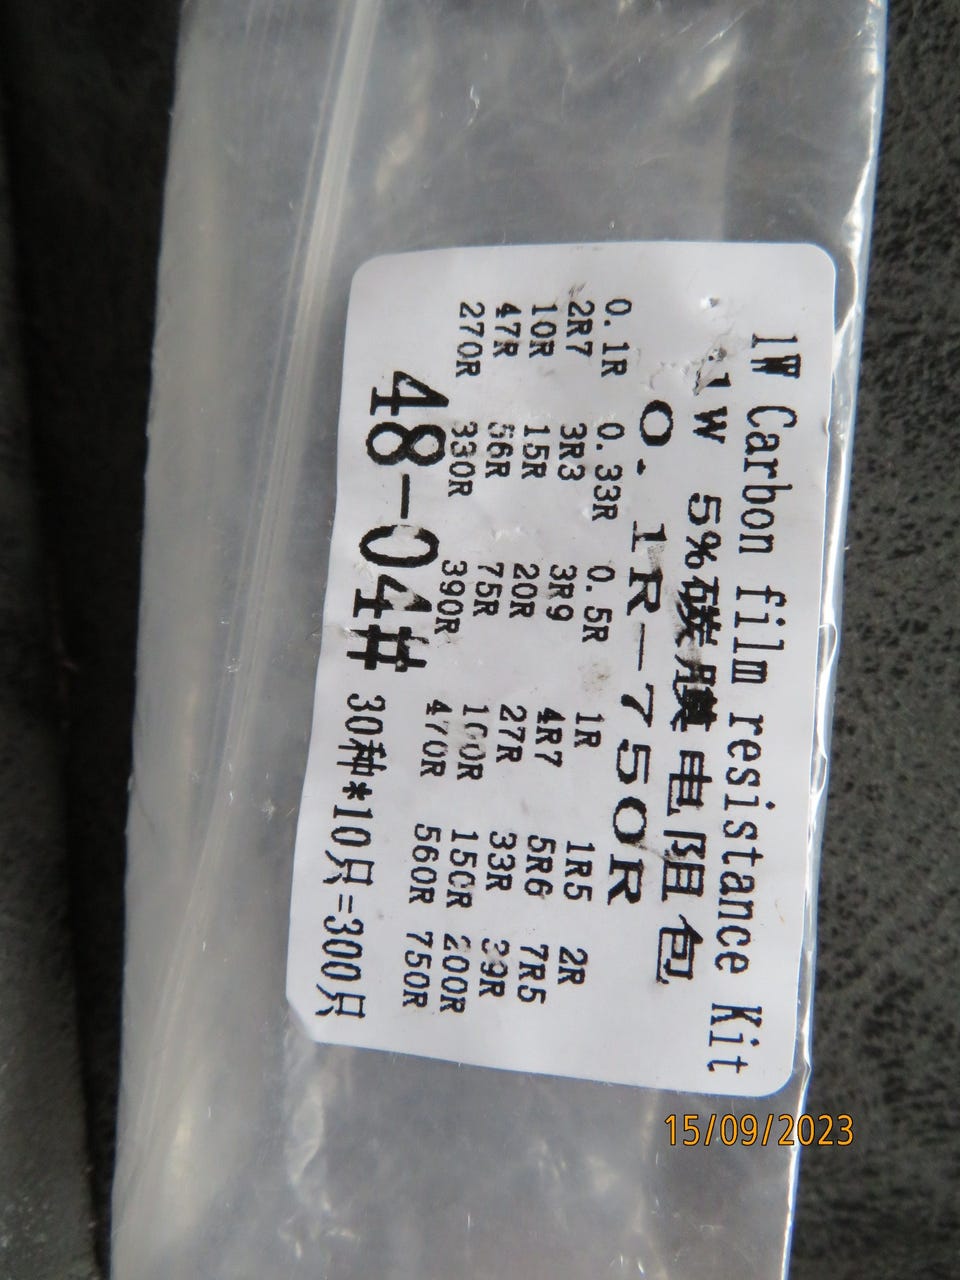 1W Carbon film resistance Kit
1W 5%碳膜电阻包
0.1R-750R
0.1R 0.33R 0.5R 1R 1R5 2R
2R7 3R3 3R9 4R7 5R6 7R5
10R 15R 20R 27R 33R 39R
47R 56R 75R 100R 150R 200R
270R 330R 390R 470R 560R 750R
48-04# 30种*10只=300只
15/09/2023